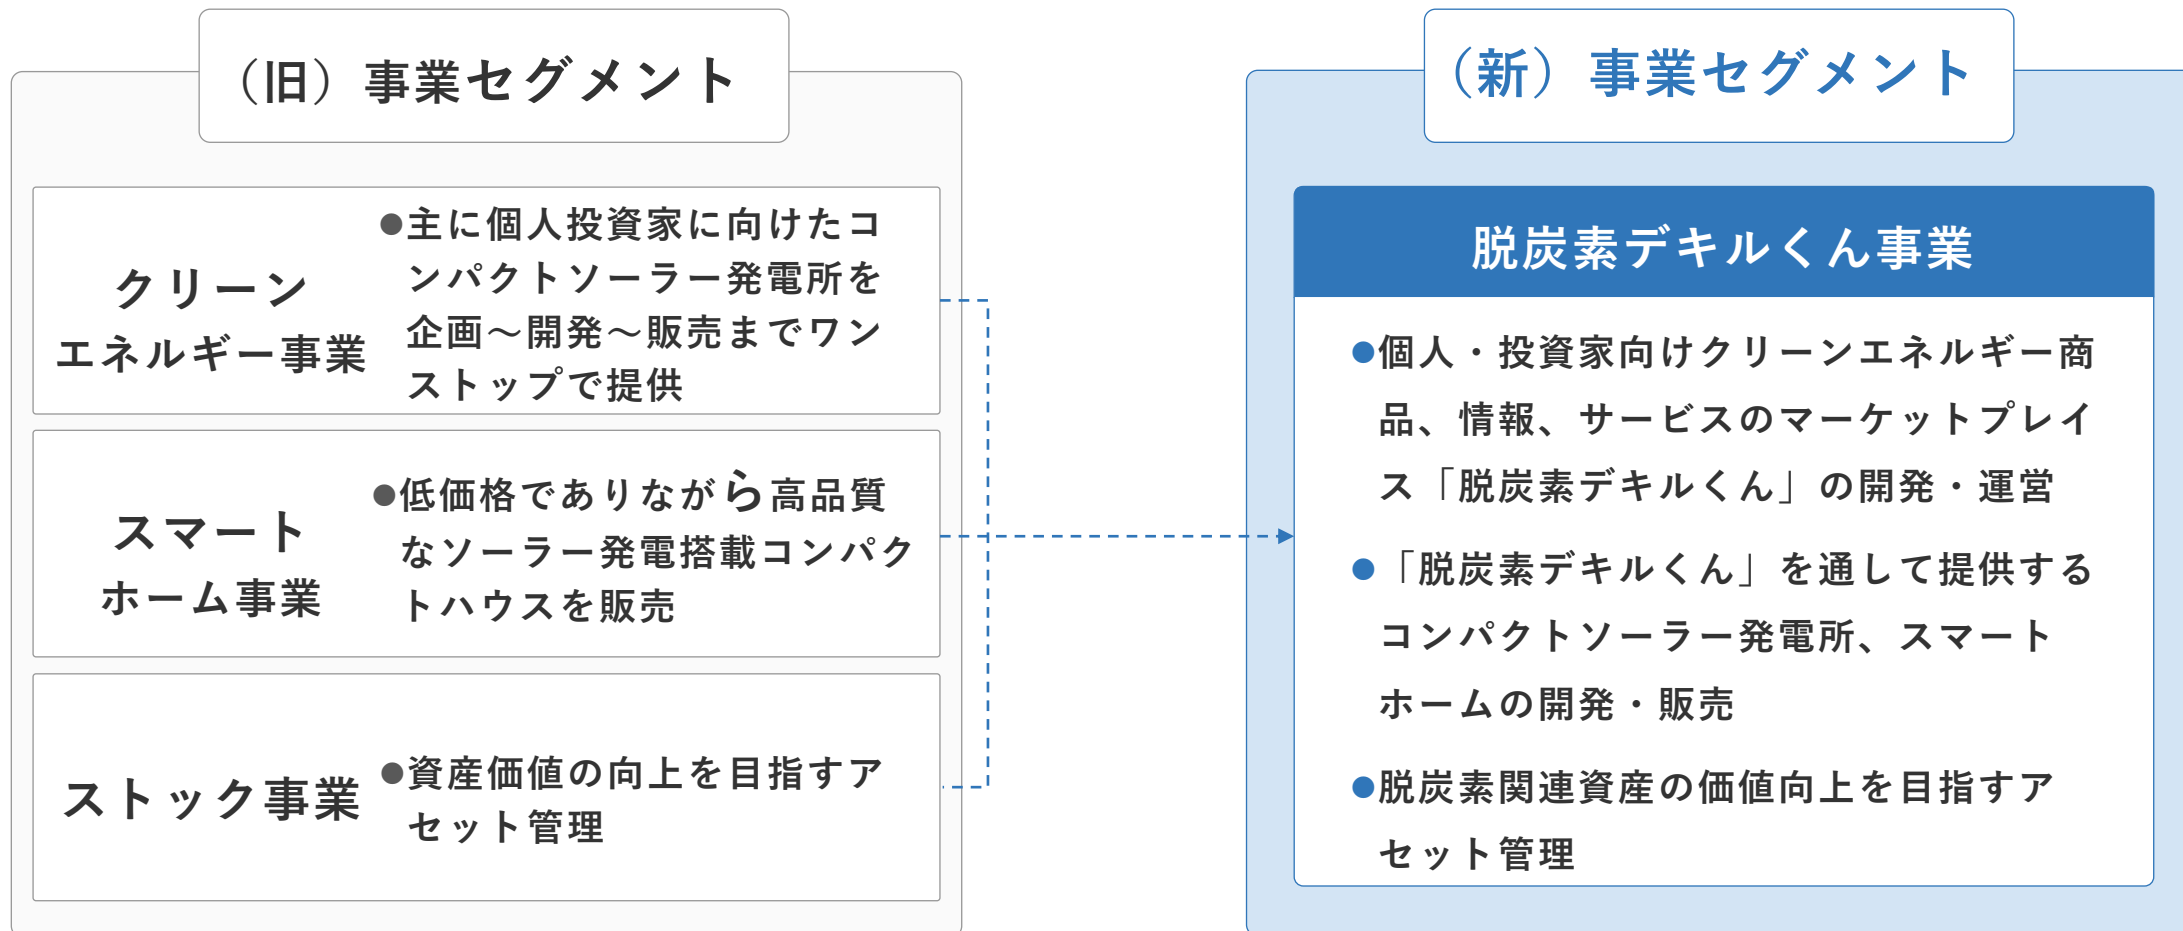 （旧）事業セグメント
クリーン
エネルギー事業
●主に個人投資家に向けたコ
ンパクトソーラー発電所を
企画～開発～販売までワン
ストップで提供
スマート
ホーム事業
●低価格でありながら高品質
なソーラー発電搭載コンパク
トハウスを販売
ストック事業
●資産価値の向上を目指すア
セット管理
（新）事業セグメント
脱炭素デキルくん事業
●個人・投資家向けクリーンエネルギー商
品、情報、サービスのマーケットプレイ
ス「脱炭素デキルくん」の開発・運営
●「脱炭素デキルくん」を通して提供する
コンパクトソーラー発電所、スマート
ホームの開発・販売
●脱炭素関連資産の価値向上を目指すア
セット管理